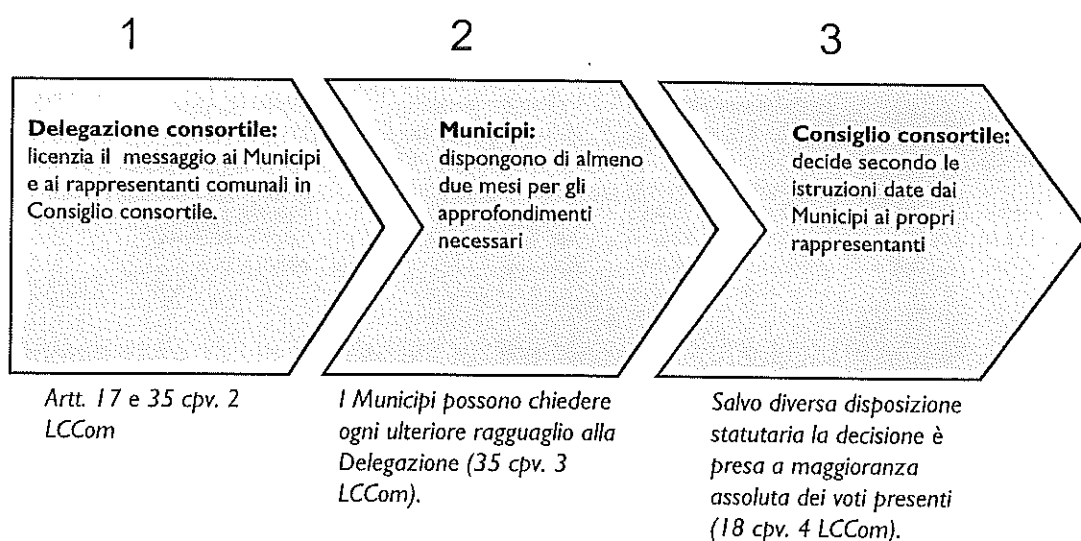 1
2
3
Delegazione consortile:
licenzia il messaggio ai Municipi
e ai rappresentanti comunali in
Consiglio consortile.
Municipi:
dispongono di almeno
due mesi per gli
approfondimenti
necessari
Consiglio consortile:
decide secondo le
istruzioni date dai
Municipi ai propri
rappresentanti
Artt. 17 e 35 cpv. 2
LCCom
I Municipi possono chiedere
ogni ulteriore ragguaglio alla
Delegazione (35 cpv. 3
LCCom).
Salvo diversa disposizione
statutaria la decisione è
presa a maggioranza
assoluta dei voti presenti
(18 cpv. 4 LCCom).